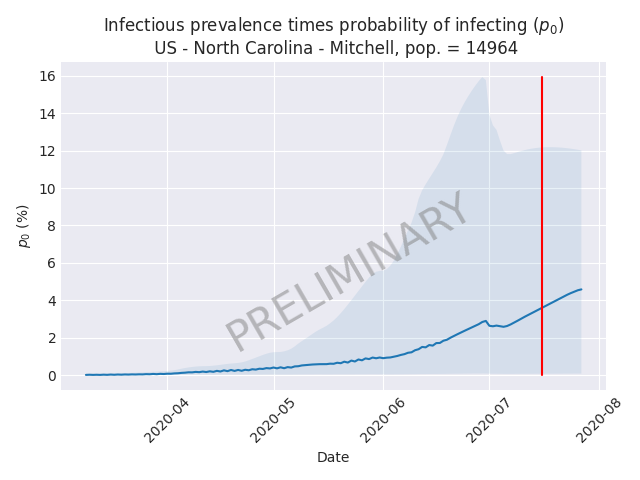 Infectious prevalence times probability of infecting (p₀)
US - North Carolina - Mitchell, pop. = 14964
16
14
12
10
8
6
4
2
0
p₀ (%)
PRELIMINARY
2020-04
2020-05
2020-06
2020-07
2020-08
Date